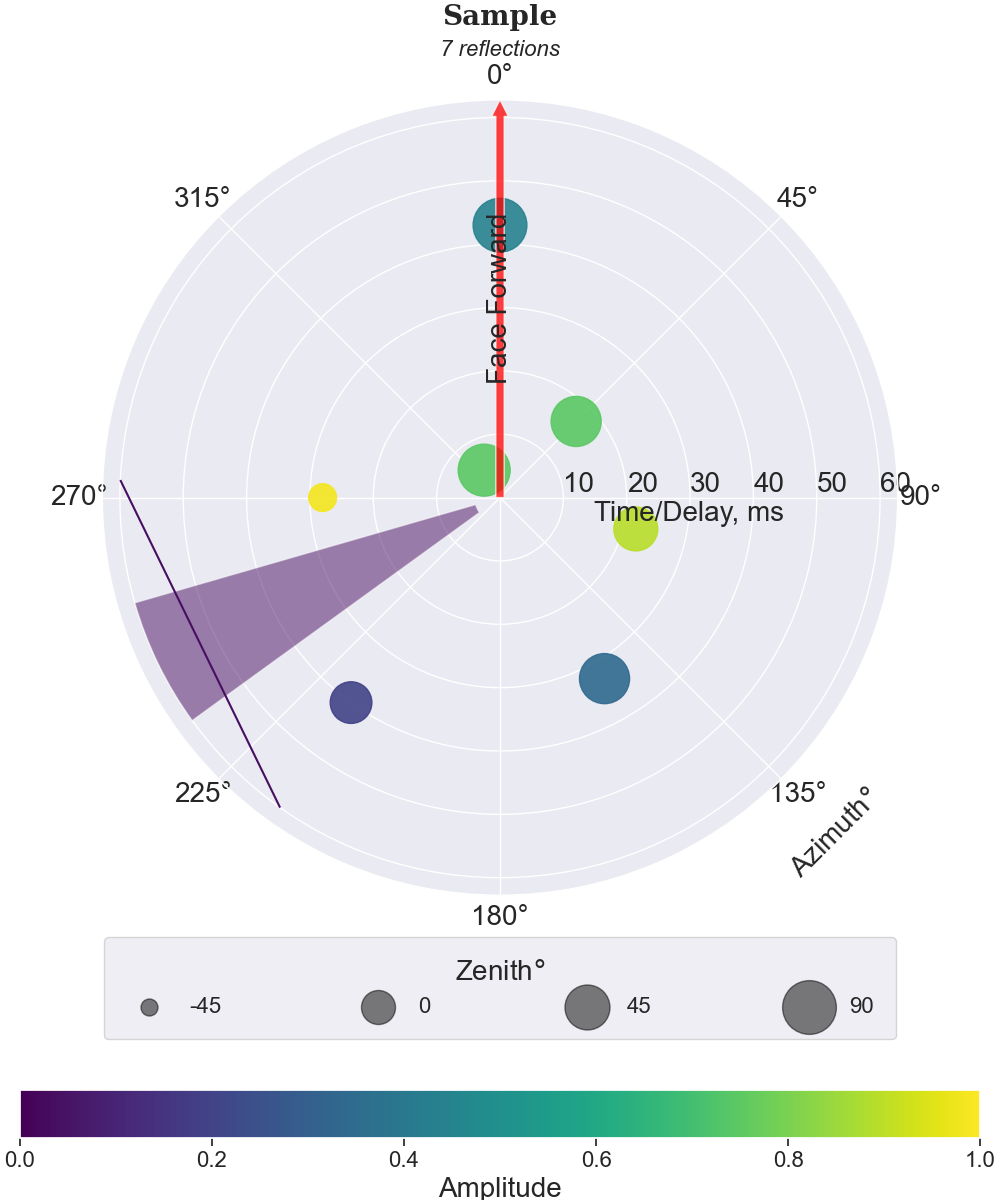 Sample
7 reflections
0°
315°
45°
Face Forward
270°
10 20 30 40 50 60
90°
Time/Delay, ms
225°
135°
Azimuth°
180°
Zenith°
-45 0 45 90
0.0 0.2 0.4 0.6 0.8 1.0
Amplitude